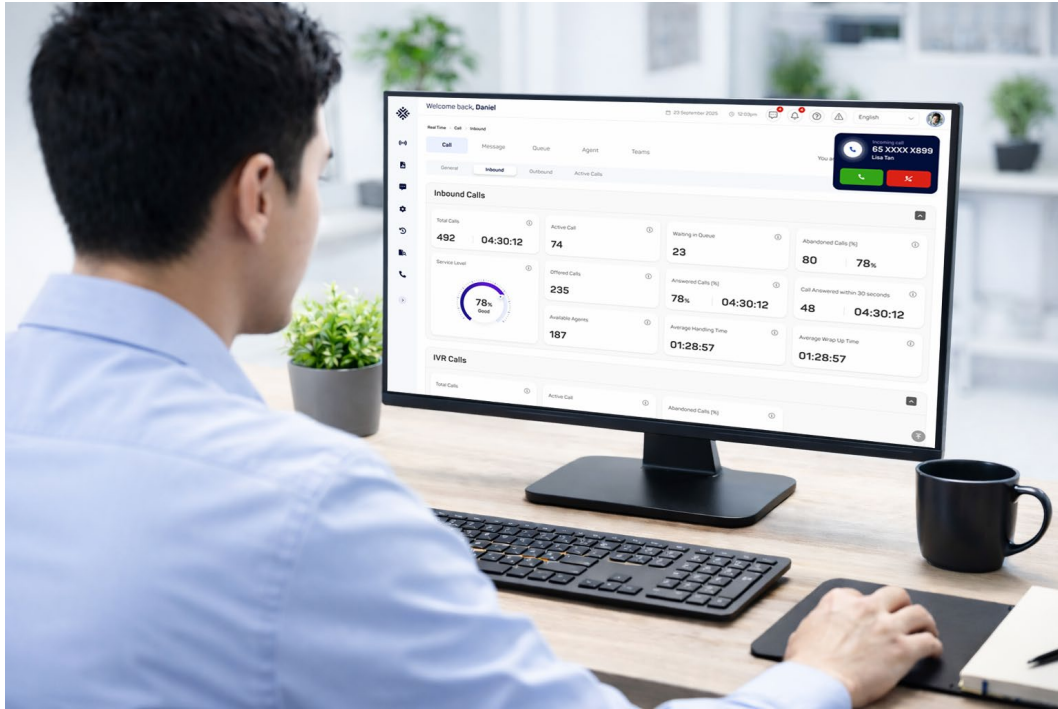 Welcome back, Daniel
23 September 2025
12:03pm
English
Real Time
Call
Inbound
Call
Message
Queue
Agent
Teams
You a
Incoming call
65 XXXX X899
Lisa Tan
General
Inbound
Outbound
Active Calls
Inbound Calls
Total Calls
492
04:30:12
Active Call
74
Waiting in Queue
23
Abandoned Calls (%)
80
78%
Service Level
78%
Good
Offered Calls
235
Answered Calls (%)
78%
04:30:12
Call Answered within 30 seconds
48
04:30:12
Available Agents
187
Average Handling Time
01:28:57
Average Wrap Up Time
01:28:57
IVR Calls
Total Calls
Active Call
Abandoned Calls (%)